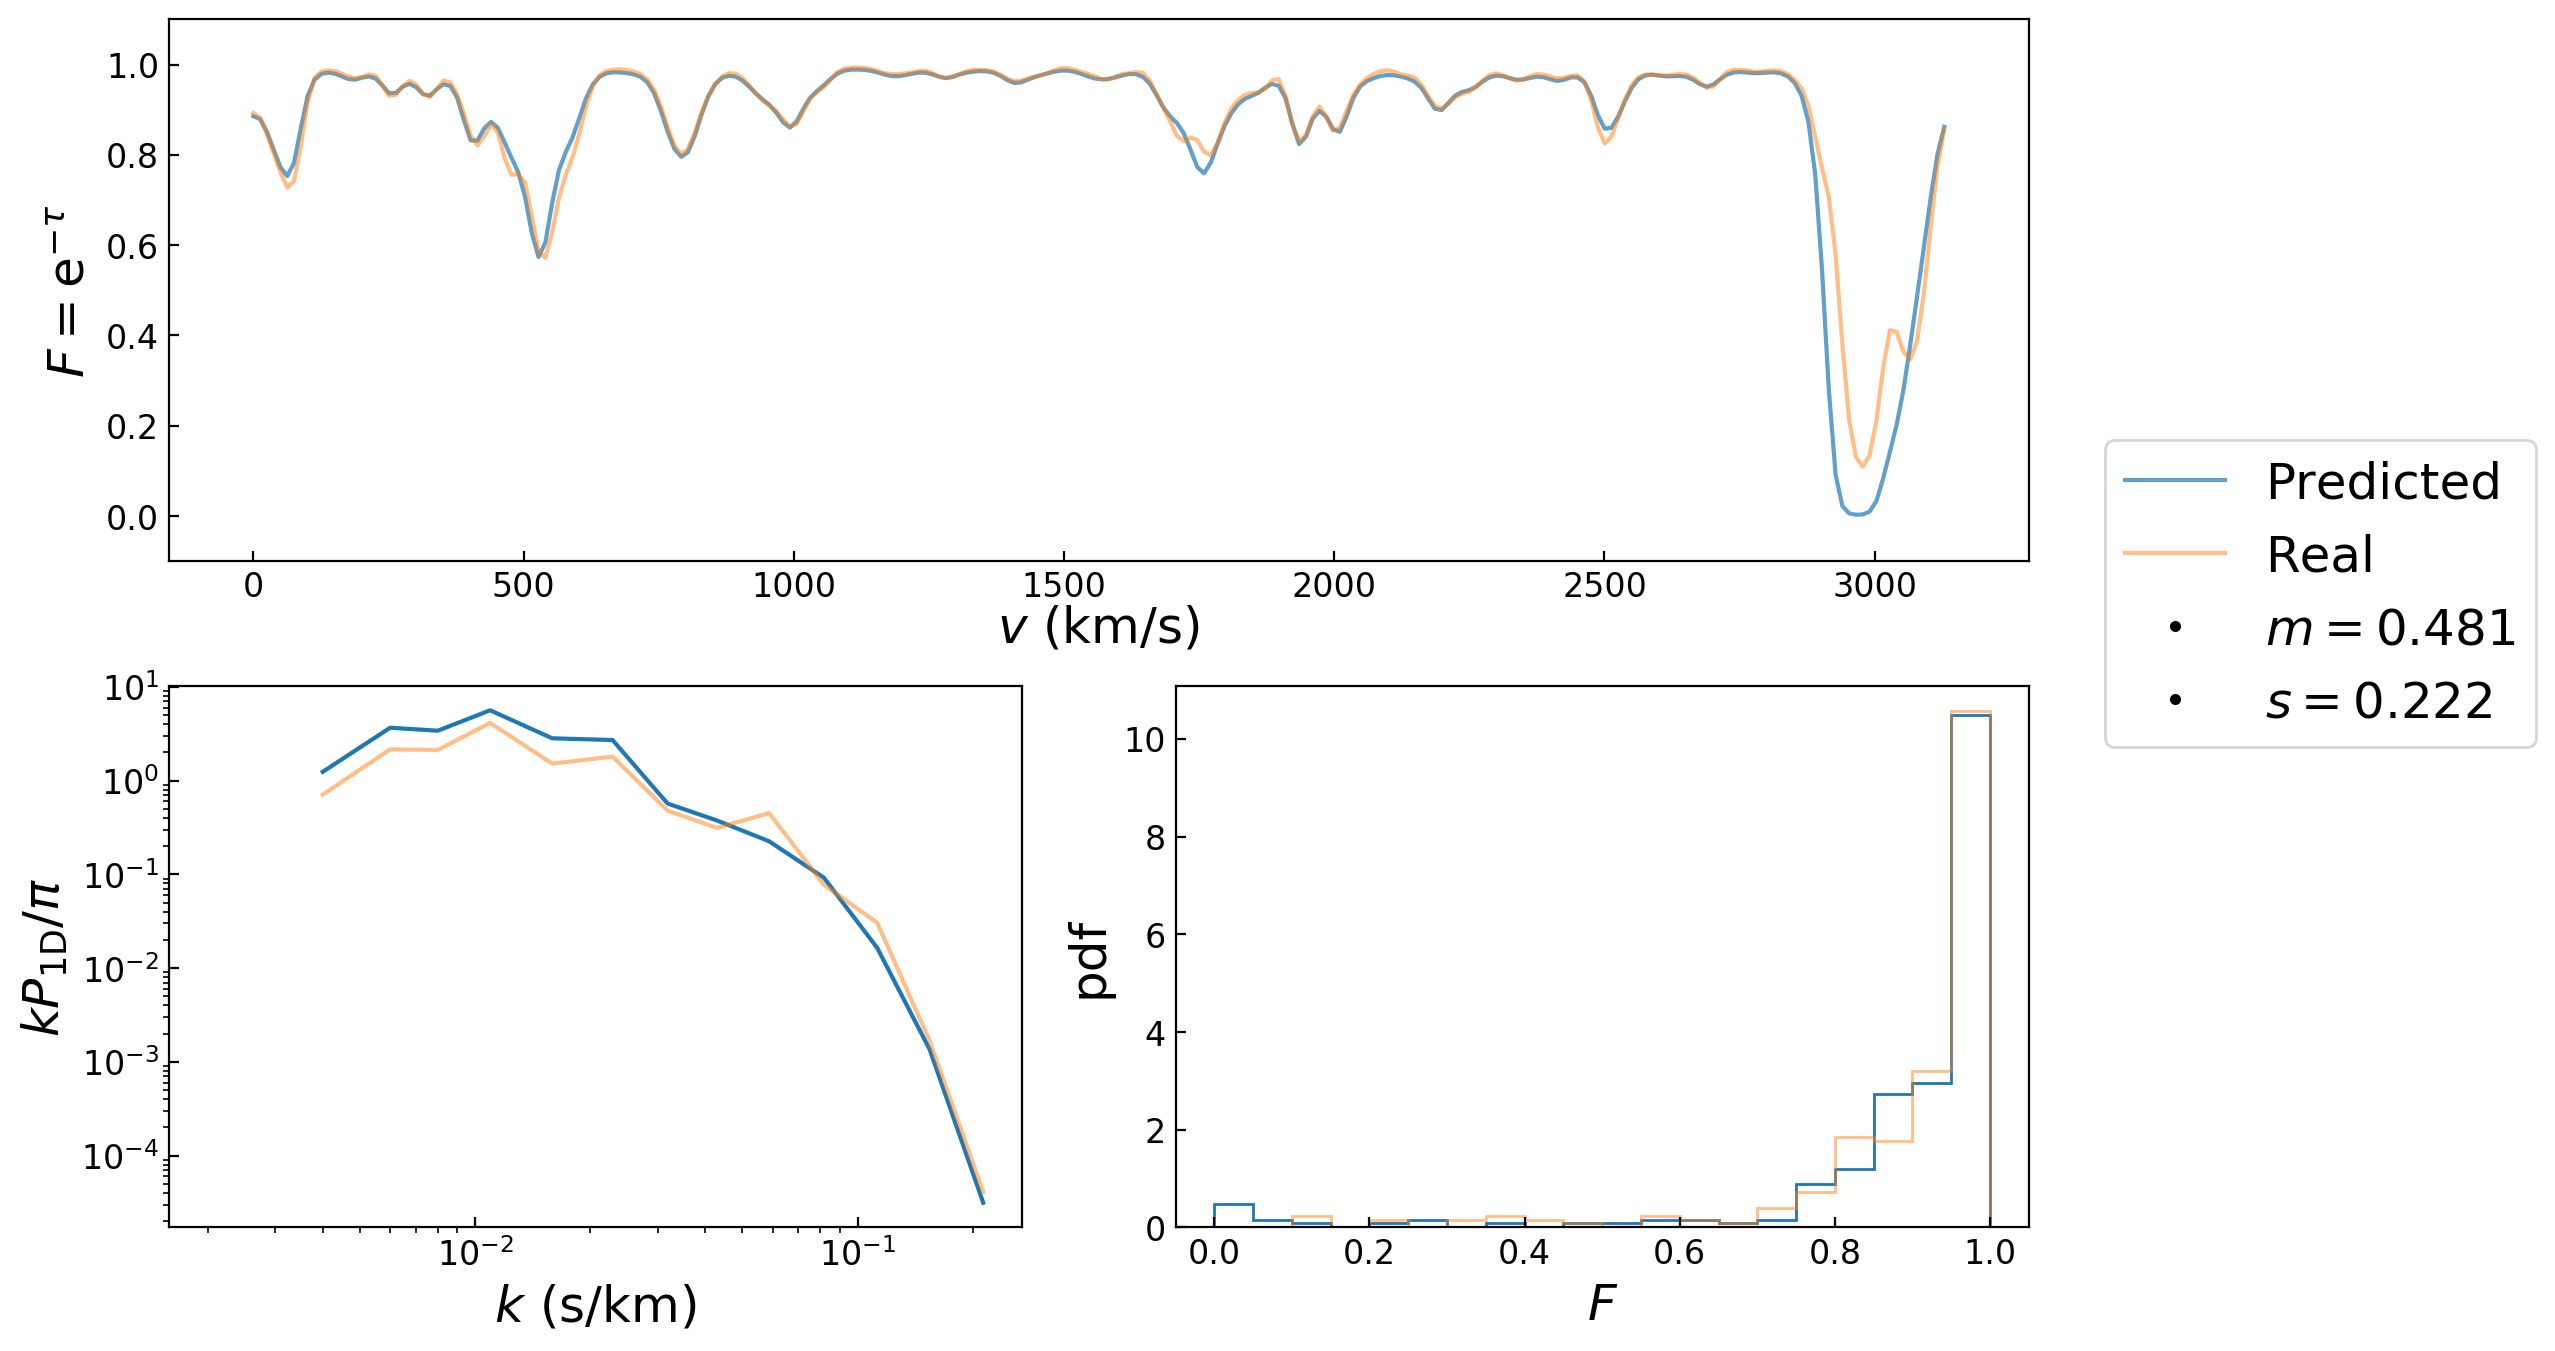 F = e^{-τ}
1.0
0.8
0.6
0.4
0.2
0.0
0 500 1000 1500 2000 2500 3000
v (km/s)
Predicted
Real
m = 0.481
s = 0.222
kP_{1D}/π
10^1
10^0
10^{-1}
10^{-2}
10^{-3}
10^{-4}
10^{-2} 10^{-1}
k (s/km)
pdf
10
8
6
4
2
0
0.0 0.2 0.4 0.6 0.8 1.0
F